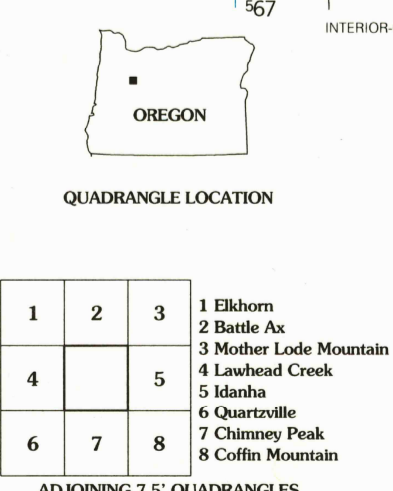 567
INTERIOR-
OREGON
QUADRANGLE LOCATION
1 2 3
4 5
6 7 8
1 Elkhorn
2 Battle Ax
3 Mother Lode Mountain
4 Lawhead Creek
5 Idanha
6 Quartzville
7 Chimney Peak
8 Coffin Mountain
ADJOINING 7.5' QUADRANGLES